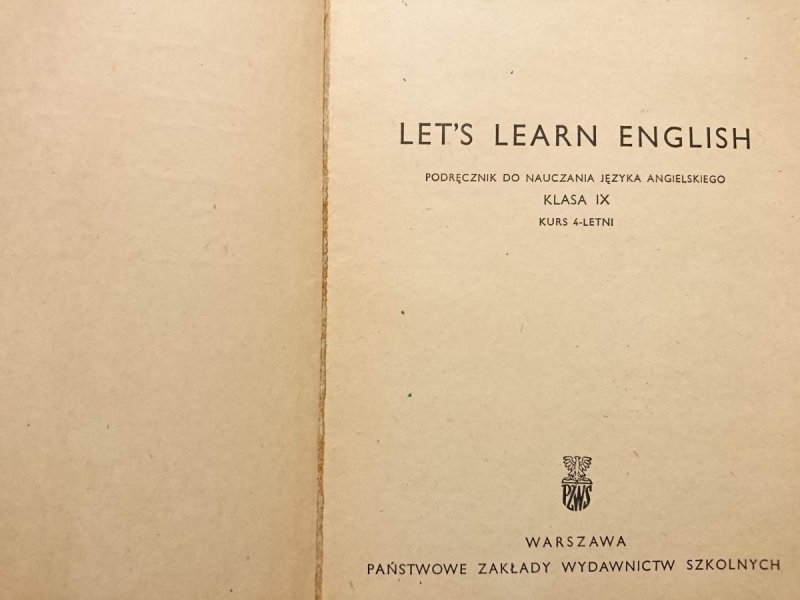 LET'S LEARN ENGLISH
PODRĘCZNIK DO NAUCZANIA JĘZYKA ANGIELSKIEGO
KLASA IX
KURS 4-LETNI
PZWS
WARSZAWA
PAŃSTWOWE ZAKŁADY WYDAWNICTW SZKOLNYCH